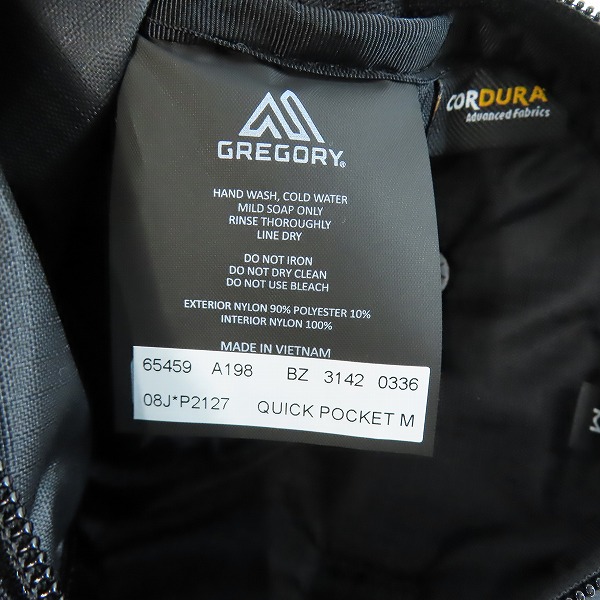 GREGORY®
HAND WASH, COLD WATER
MILD SOAP ONLY
RINSE THOROUGHLY
LINE DRY
DO NOT IRON
DO NOT DRY CLEAN
DO NOT USE BLEACH
EXTERIOR NYLON 90% POLYESTER 10%
INTERIOR NYLON 100%
MADE IN VIETNAM
65459 A198 BZ 3142 0336
08J*P2127 QUICK POCKET M
CORDURA
Advanced Fabrics